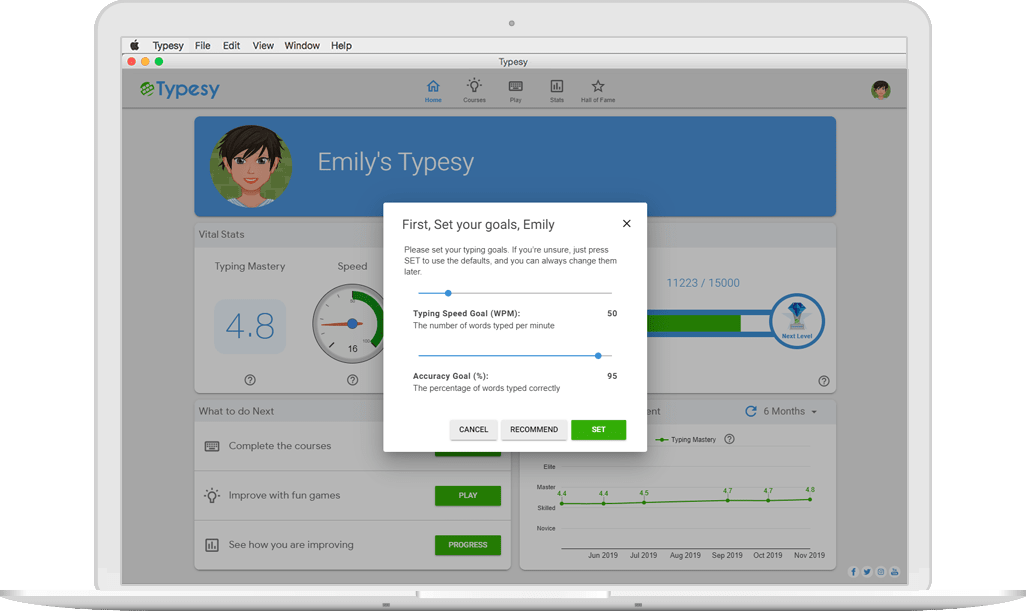 Typesy File Edit View Window Help
Typesy
Typesy
Home Courses Play Stats Hall of Fame
Emily's Typesy
First, Set your goals, Emily
Please set your typing goals. If you're unsure, just press
SET to use the defaults, and you can always change them
later.
Typing Speed Goal (WPM): 50
The number of words typed per minute
Accuracy Goal (%): 95
The percentage of words typed correctly
CANCEL RECOMMEND SET
Vital Stats
Typing Mastery Speed
4.8
16
11223 / 15000
Next Level
What to do Next
Complete the courses
Improve with fun games PLAY
See how you are improving PROGRESS
6 Months
Typing Mastery
Elite
Master
Skilled
Novice
4.4 4.4 4.5 4.7 4.7 4.8
Jun 2019 Jul 2019 Aug 2019 Sep 2019 Oct 2019 Nov 2019